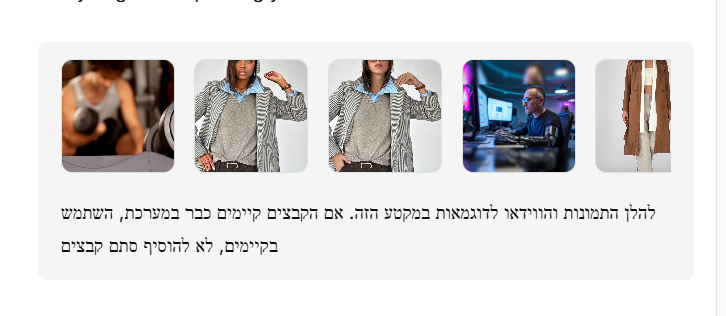 להלן התמונות והווידאו לדוגמאות במקטע הזה. אם הקבצים קיימים כבר במערכת, השתמש
בקיימים, לא להוסיף סתם קבצים